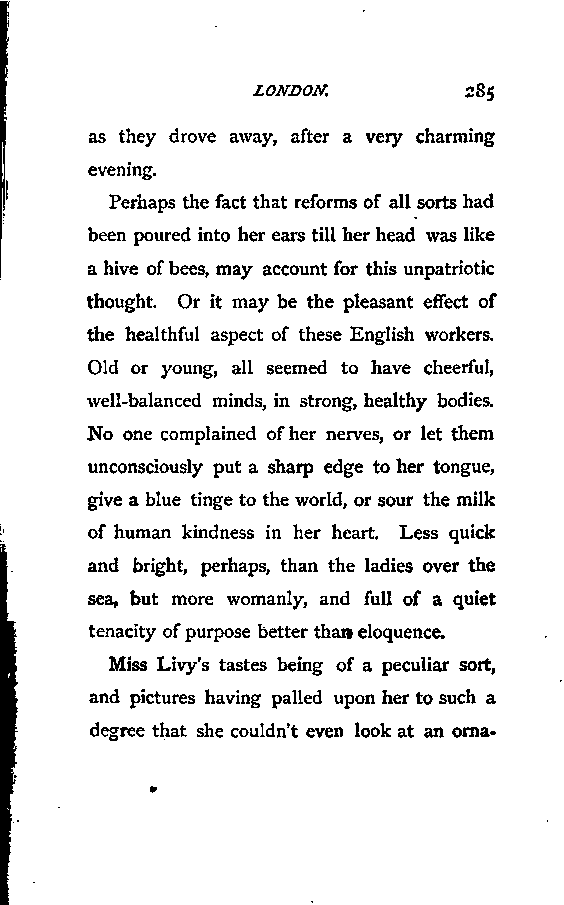 LONDON. 285
as they drove away, after a very charming
evening.
Perhaps the fact that reforms of all sorts had
been poured into her ears till her head was like
a hive of bees, may account for this unpatriotic
thought. Or it may be the pleasant effect of
the healthful aspect of these English workers.
Old or young, all seemed to have cheerful,
well-balanced minds, in strong, healthy bodies.
No one complained of her nerves, or let them
unconsciously put a sharp edge to her tongue,
give a blue tinge to the world, or sour the milk
of human kindness in her heart. Less quick
and bright, perhaps, than the ladies over the
sea, but more womanly, and full of a quiet
tenacity of purpose better than eloquence.
Miss Livy's tastes being of a peculiar sort,
and pictures having palled upon her to such a
degree that she couldn't even look at an orna-